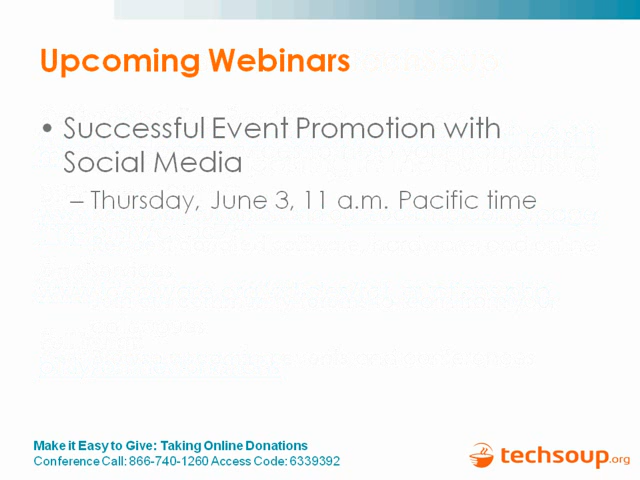 Upcoming Webinars
• Successful Event Promotion with
Social Media
– Thursday, June 3, 11 a.m. Pacific time
Make it Easy to Give: Taking Online Donations
Conference Call: 866-740-1260 Access Code: 6339392
techsoup.org